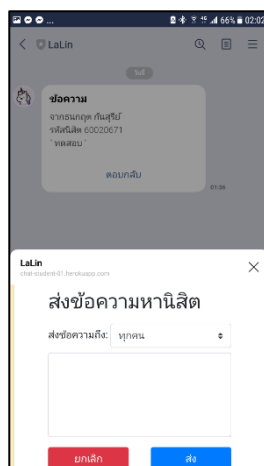 66% 02:02
LaLin
วันนี้
ข้อความ
จากธนกฤต กันสุรีย์
รหัสนิสิต 60020671
" ทดสอบ "
ตอบกลับ
01:56
LaLin
chat-student-01.herokuapp.com
ส่งข้อความหานิสิต
ส่งข้อความถึง: ทุกคน
ยกเลิก ส่ง